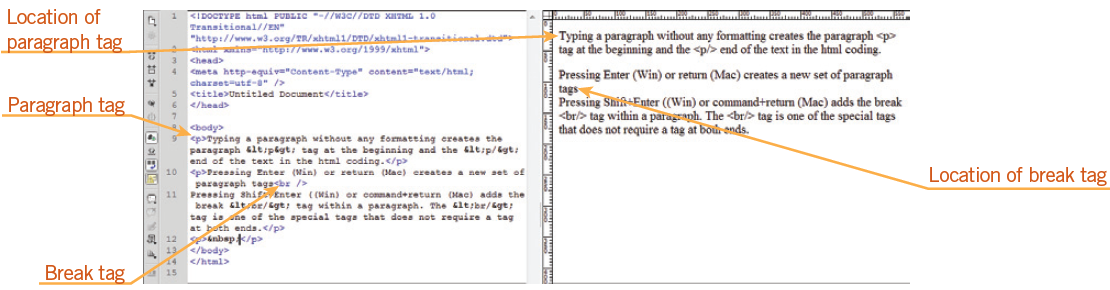 Location of
paragraph tag
Paragraph tag
Break tag
1 <!DOCTYPE html PUBLIC "-//W3C//DTD XHTML 1.0
Transitional//EN"
"http://www.w3.org/TR/xhtml1/DTD/xhtml1-transitional.dtd">
2 <html xmlns="http://www.w3.org/1999/xhtml">
3 <head>
4 <meta http-equiv="Content-Type" content="text/html;
charset=utf-8" />
5 <title>Untitled Document</title>
6 </head>
7
8 <body>
9 <p>Typing a paragraph without any formatting creates the
paragraph &lt;p&gt; tag at the beginning and the &lt;p/&gt;
end of the text in the html coding.</p>
10 <p>Pressing Enter (Win) or return (Mac) creates a new set of
paragraph tags<br />
11 Pressing Shift+Enter ((Win) or command+return (Mac) adds the
break &lt;br/&gt; tag within a paragraph. The &lt;br/&gt;
tag is one of the special tags that does not require a tag
at both ends.</p>
12 <p>&nbsp;</p>
13 </body>
14 </html>
15
Typing a paragraph without any formatting creates the paragraph <p>
tag at the beginning and the <p/> end of the text in the html coding.
Pressing Enter (Win) or return (Mac) creates a new set of paragraph
tags
Pressing Shift+Enter ((Win) or command+return (Mac) adds the break
<br/> tag within a paragraph. The <br/> tag is one of the special tags
that does not require a tag at both ends.
Location of break tag